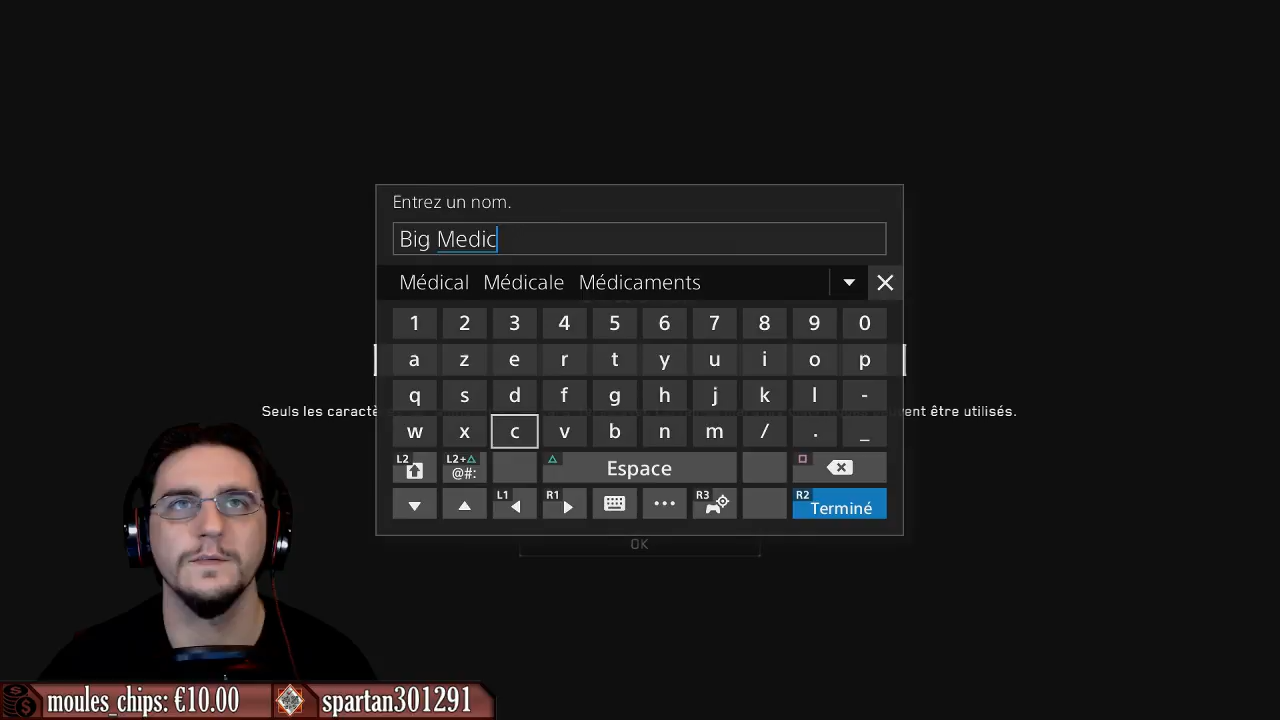 Entrez un nom.
Big Medic
Médical Médicale Médicaments
1 2 3 4 5 6 7 8 9 0
a z e r t y u i o p
Seuls les caractè
q s d f g h j k l -
vent être utilisés.
w x c v b n m / . _
L2 L2+△ @#: △ Espace □
L1 R1 ... R3 R2 Terminé
OK
moules_chips: €10.00 spartan301291